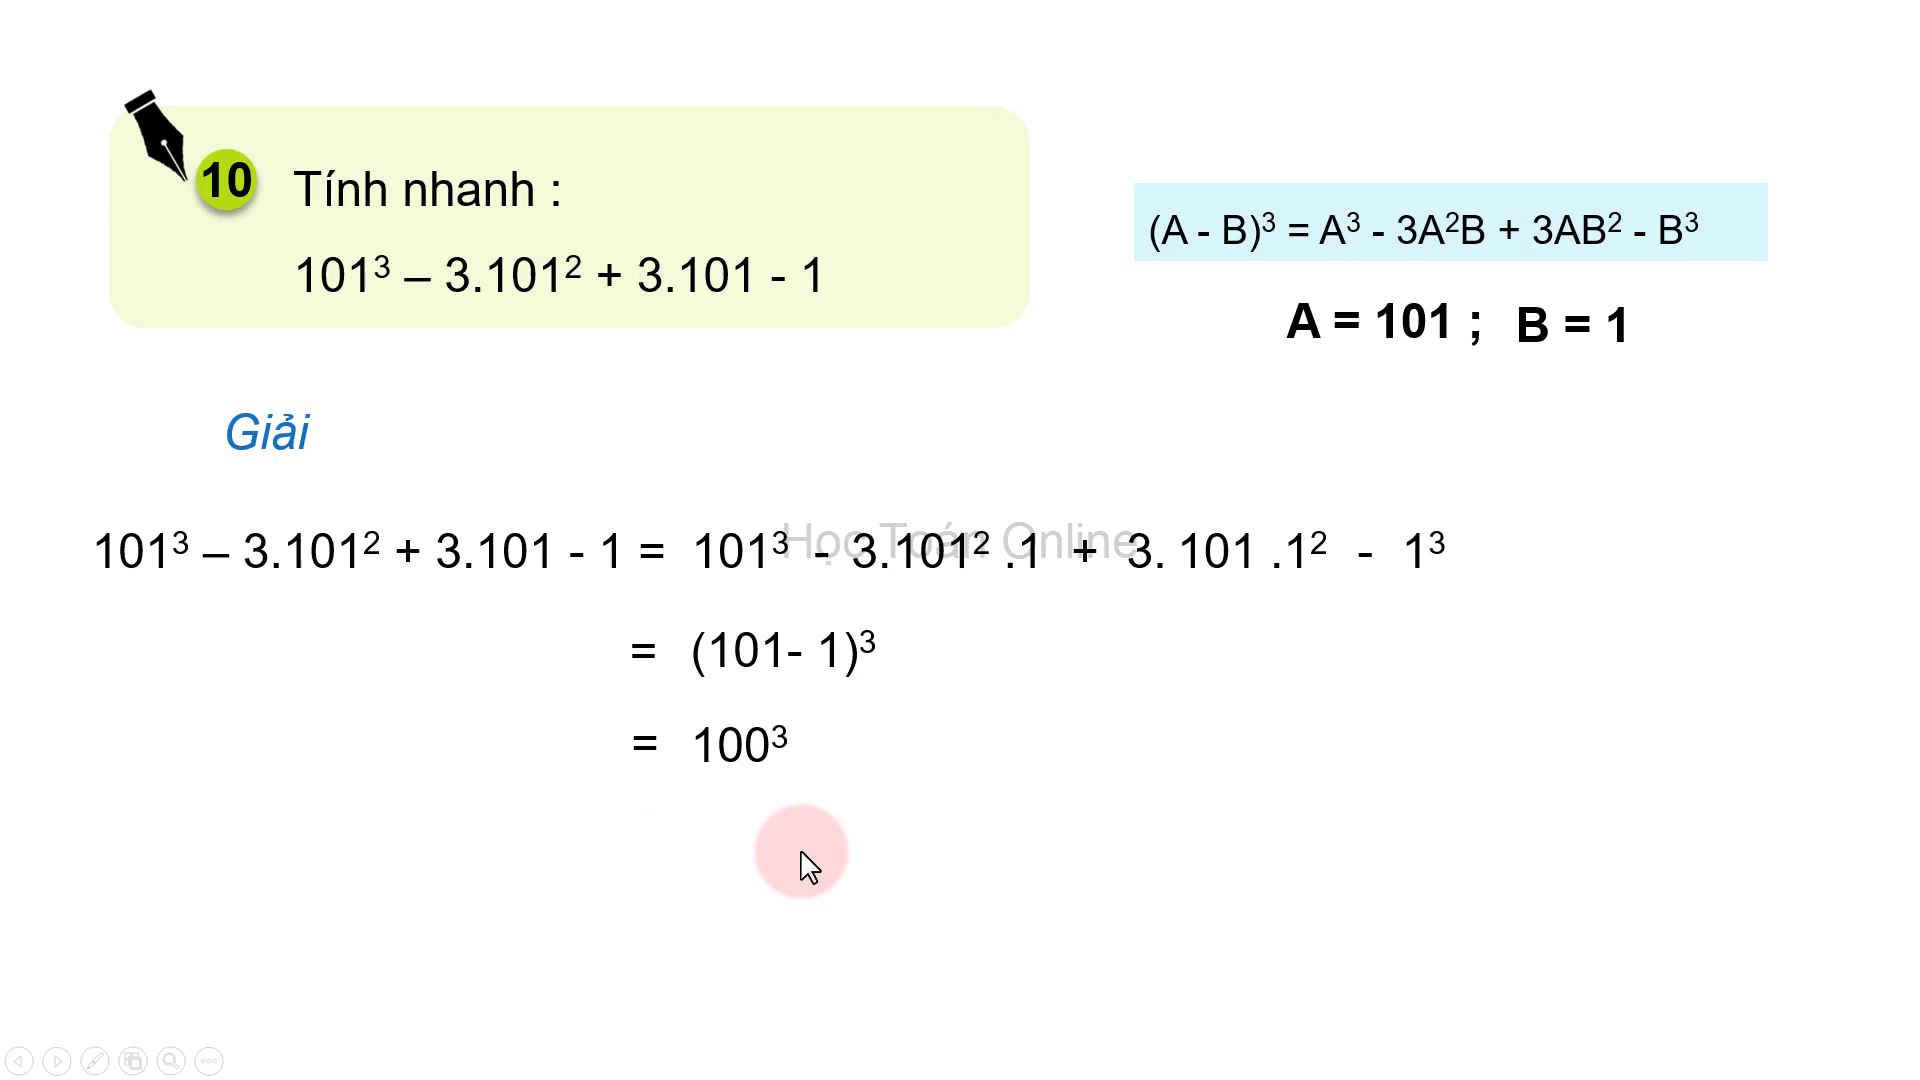 10 Tính nhanh :
101³ – 3.101² + 3.101 - 1
(A - B)³ = A³ - 3A²B + 3AB² - B³
A = 101 ; B = 1
Giải
101³ – 3.101² + 3.101 - 1 = 101³ - 3.101² .1 + 3. 101 .1² - 1³
Học Toán Online
= (101- 1)³
= 100³